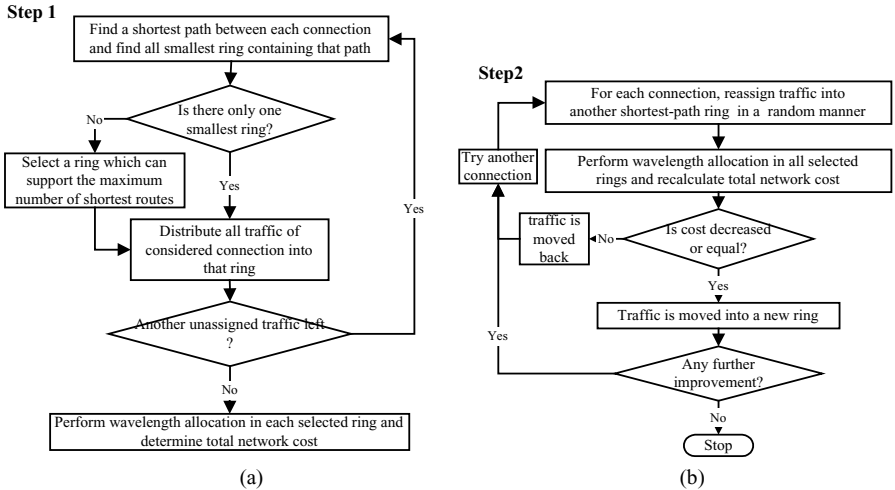 Step 1
Find a shortest path between each connection
and find all smallest ring containing that path
Is there only one
smallest ring?
No
Select a ring which can
support the maximum
number of shortest routes
Yes
Distribute all traffic of
considered connection into
that ring
Yes
Another unassigned traffic left
?
No
Perform wavelength allocation in each selected ring and
determine total network cost
(a)
Step2
For each connection, reassign traffic into
another shortest-path ring in a random manner
Try another
connection
Perform wavelength allocation in all selected
rings and recalculate total network cost
Is cost decreased
or equal?
No
traffic is
moved
back
Yes
Traffic is moved into a new ring
Yes
Any further
improvement?
No
Stop
(b)